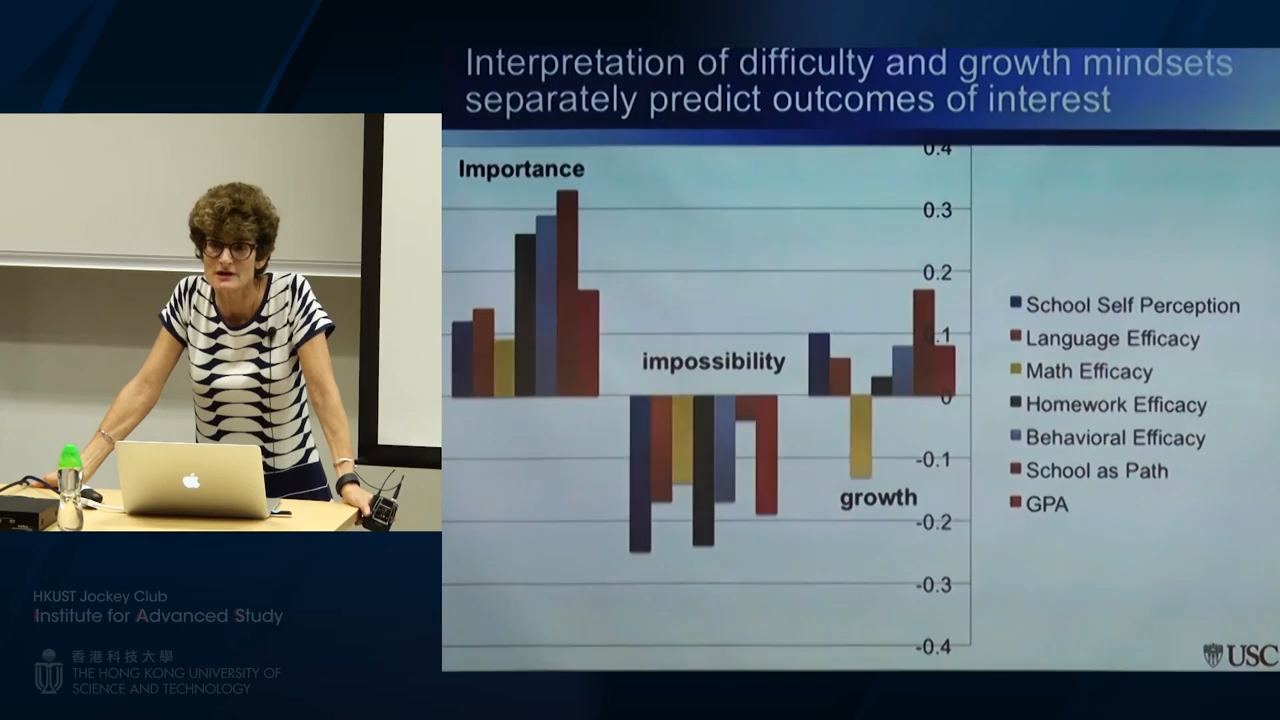 Interpretation of difficulty and growth mindsets
separately predict outcomes of interest
Importance
impossibility
growth
0.4
0.3
0.2
0.1
0
-0.1
-0.2
-0.3
-0.4
School Self Perception
Language Efficacy
Math Efficacy
Homework Efficacy
Behavioral Efficacy
School as Path
GPA
USC
HKUST Jockey Club
Institute for Advanced Study
香港科技大學
THE HONG KONG UNIVERSITY OF
SCIENCE AND TECHNOLOGY